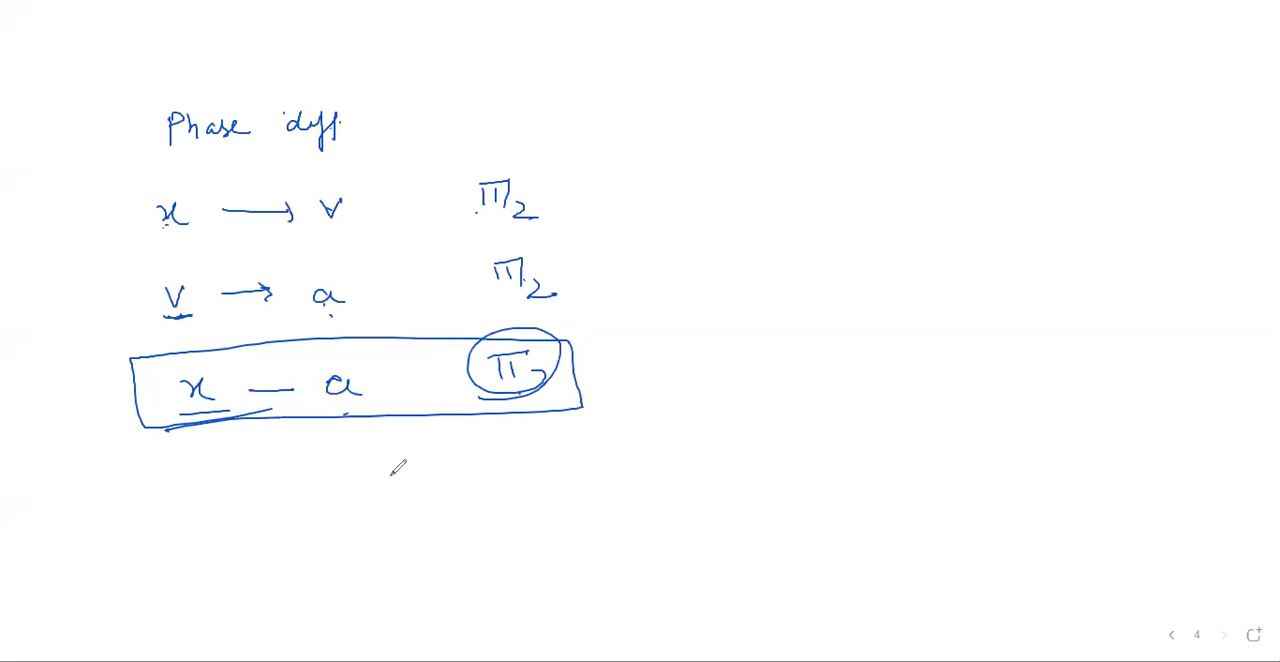 Phase diff.
x → v π/2
v → a π/2
x — a π
4